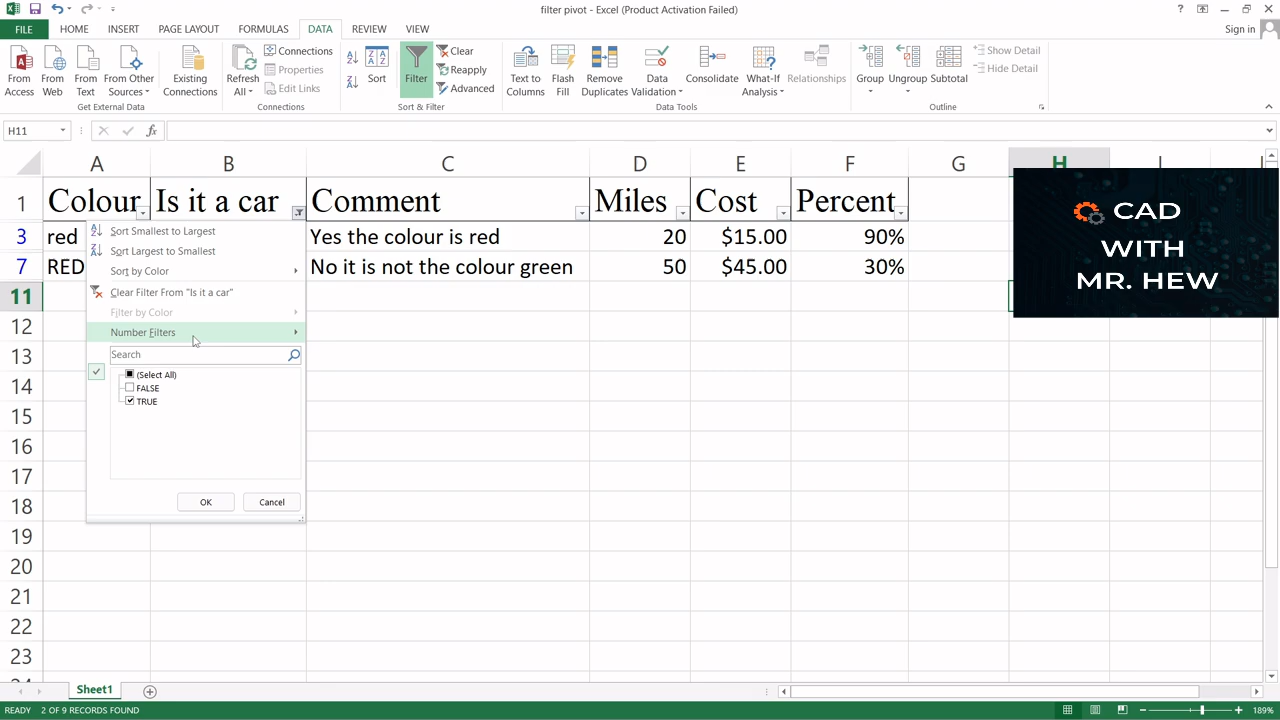 filter pivot - Excel (Product Activation Failed)
FILE HOME INSERT PAGE LAYOUT FORMULAS DATA REVIEW VIEW Sign in
From Access From Web From Text From Other Sources Existing Connections Refresh All Connections Properties Edit Links Sort Filter Clear Reapply Advanced Text to Columns Flash Fill Remove Duplicates Data Validation Consolidate What-If Analysis Relationships Group Ungroup Subtotal Show Detail Hide Detail
Get External Data Connections Sort & Filter Data Tools Outline
H11 fx
A B C D E F G H
1 Colour Is it a car Comment Miles Cost Percent
3 red Yes the colour is red 20 $15.00 90%
7 RED No it is not the colour green 50 $45.00 30%
11
12
13
14
15
16
17
18
19
20
21
22
23
Sort Smallest to Largest
Sort Largest to Smallest
Sort by Color
Clear Filter From "Is it a car"
Filter by Color
Number Filters
Search
(Select All)
FALSE
TRUE
OK Cancel
CAD
WITH
MR. HEW
Sheet1
READY 2 OF 9 RECORDS FOUND 189%